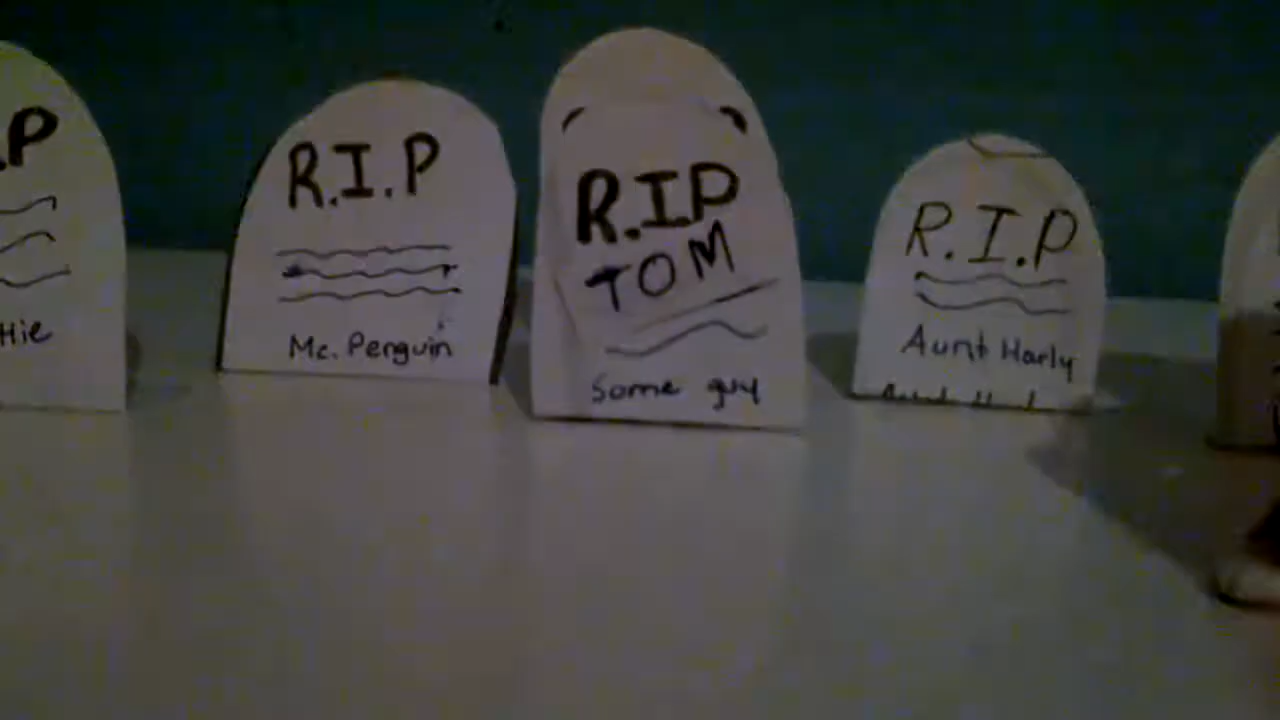 .P
Hie
R.I.P
Mc. Penguin
R.I.P
TOM
Some guy
R.I.P
Aunt Harly